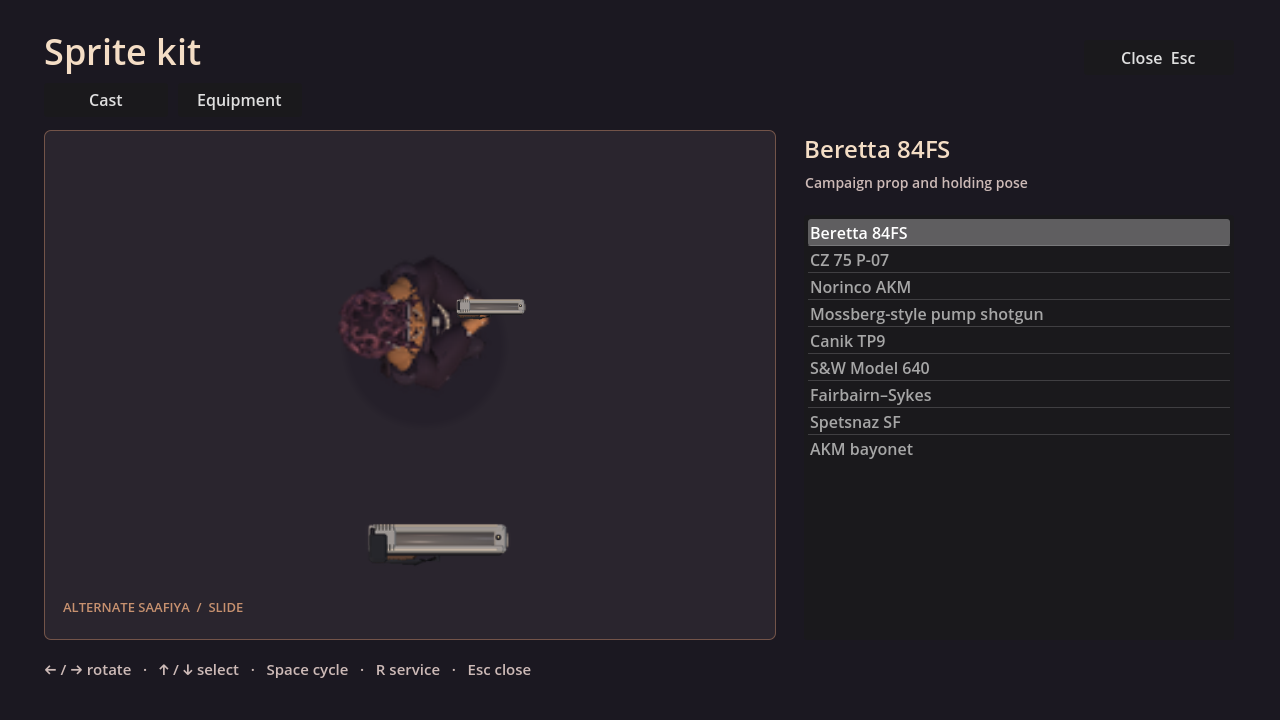 Sprite kit
Close Esc
Cast
Equipment
Beretta 84FS
Campaign prop and holding pose
Beretta 84FS
CZ 75 P-07
Norinco AKM
Mossberg-style pump shotgun
Canik TP9
S&W Model 640
Fairbairn–Sykes
Spetsnaz SF
AKM bayonet
ALTERNATE SAAFIYA / SLIDE
← / → rotate · ↑ / ↓ select · Space cycle · R service · Esc close